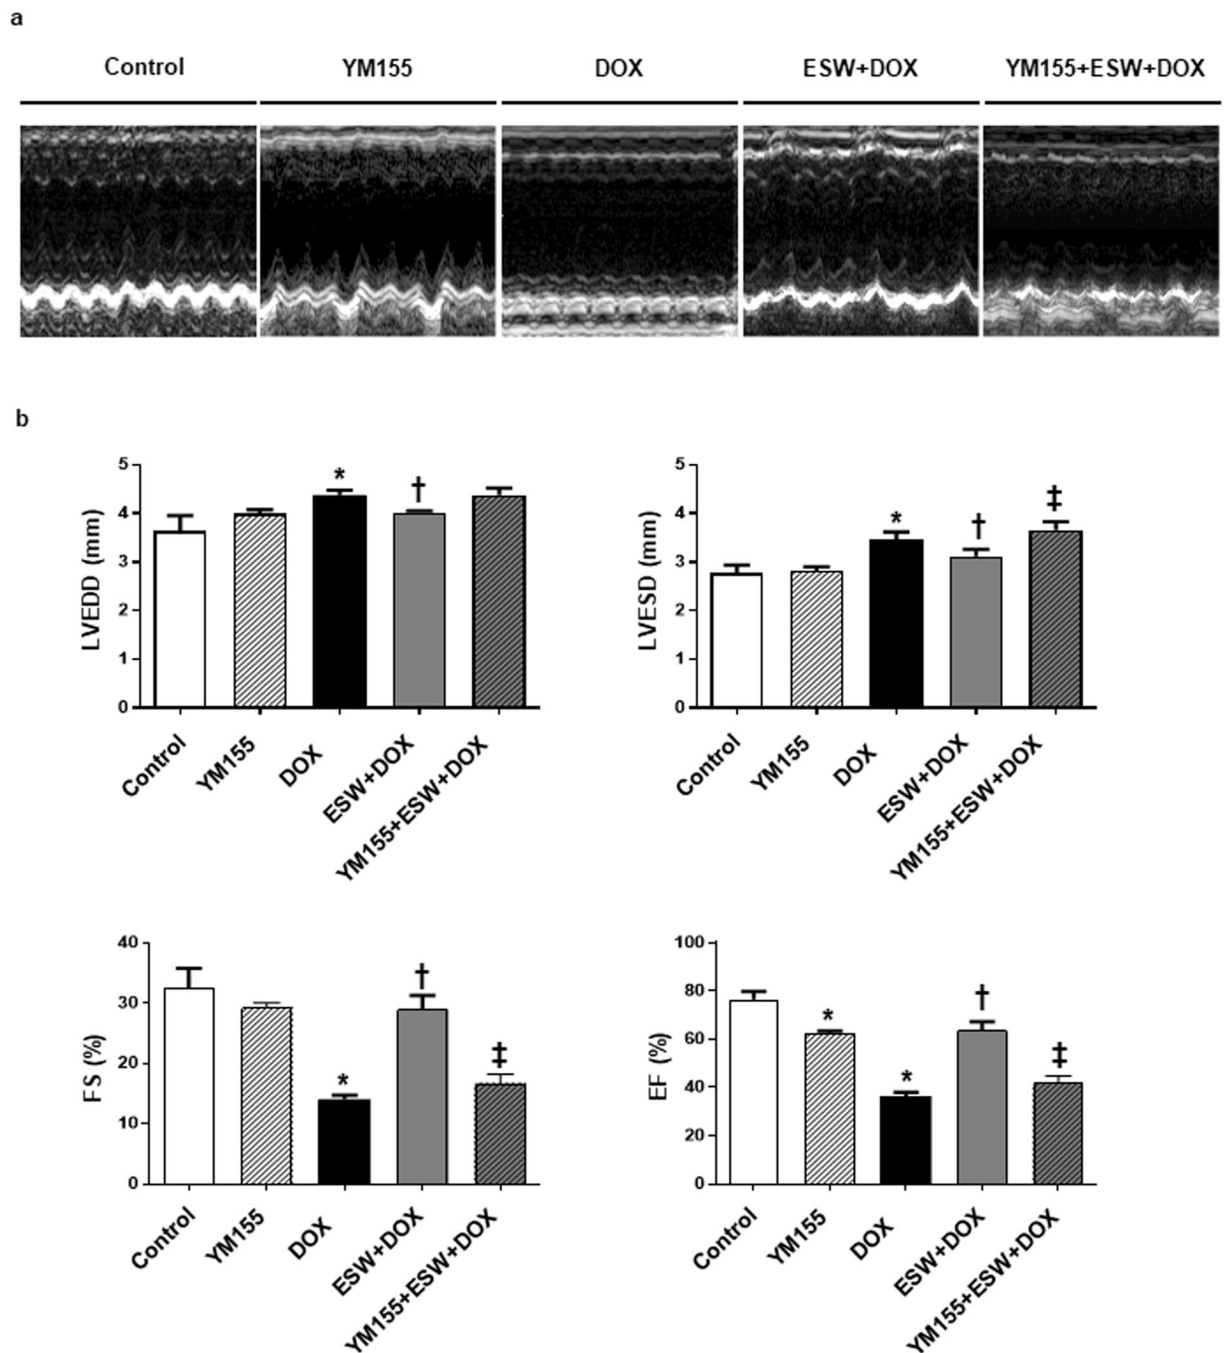 a
Control YM155 DOX ESW+DOX YM155+ESW+DOX
b
LVEDD (mm)
5
4
3
2
1
0
*
†
Control
YM155
DOX
ESW+DOX
YM155+ESW+DOX
LVESD (mm)
5
4
3
2
1
0
*
†
‡
Control
YM155
DOX
ESW+DOX
YM155+ESW+DOX
FS (%)
40
30
20
10
0
*
†
‡
Control
YM155
DOX
ESW+DOX
YM155+ESW+DOX
EF (%)
100
80
60
40
20
0
*
*
†
‡
Control
YM155
DOX
ESW+DOX
YM155+ESW+DOX